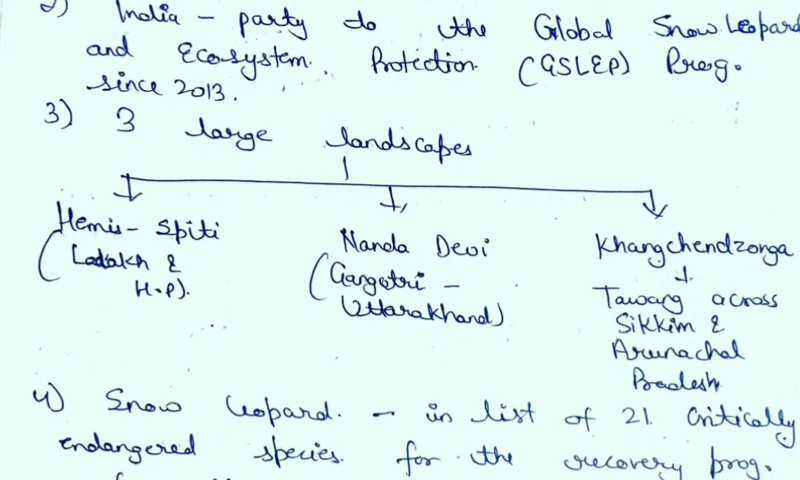 2) India - party to the Global Snow Leopard
and Ecosystem Protection (GSLEP) Prog.
since 2013.
3) 3 large landscapes
Hemis - Spiti
(Ladakh &
H.P).
Nanda Devi
(Gangotri -
Uttarakhand)
Khangchendzonga
Tawang across
Sikkim &
Arunachal
Pradesh
4) Snow Leopard. - in list of 21 critically
endangered species for the recovery prog.